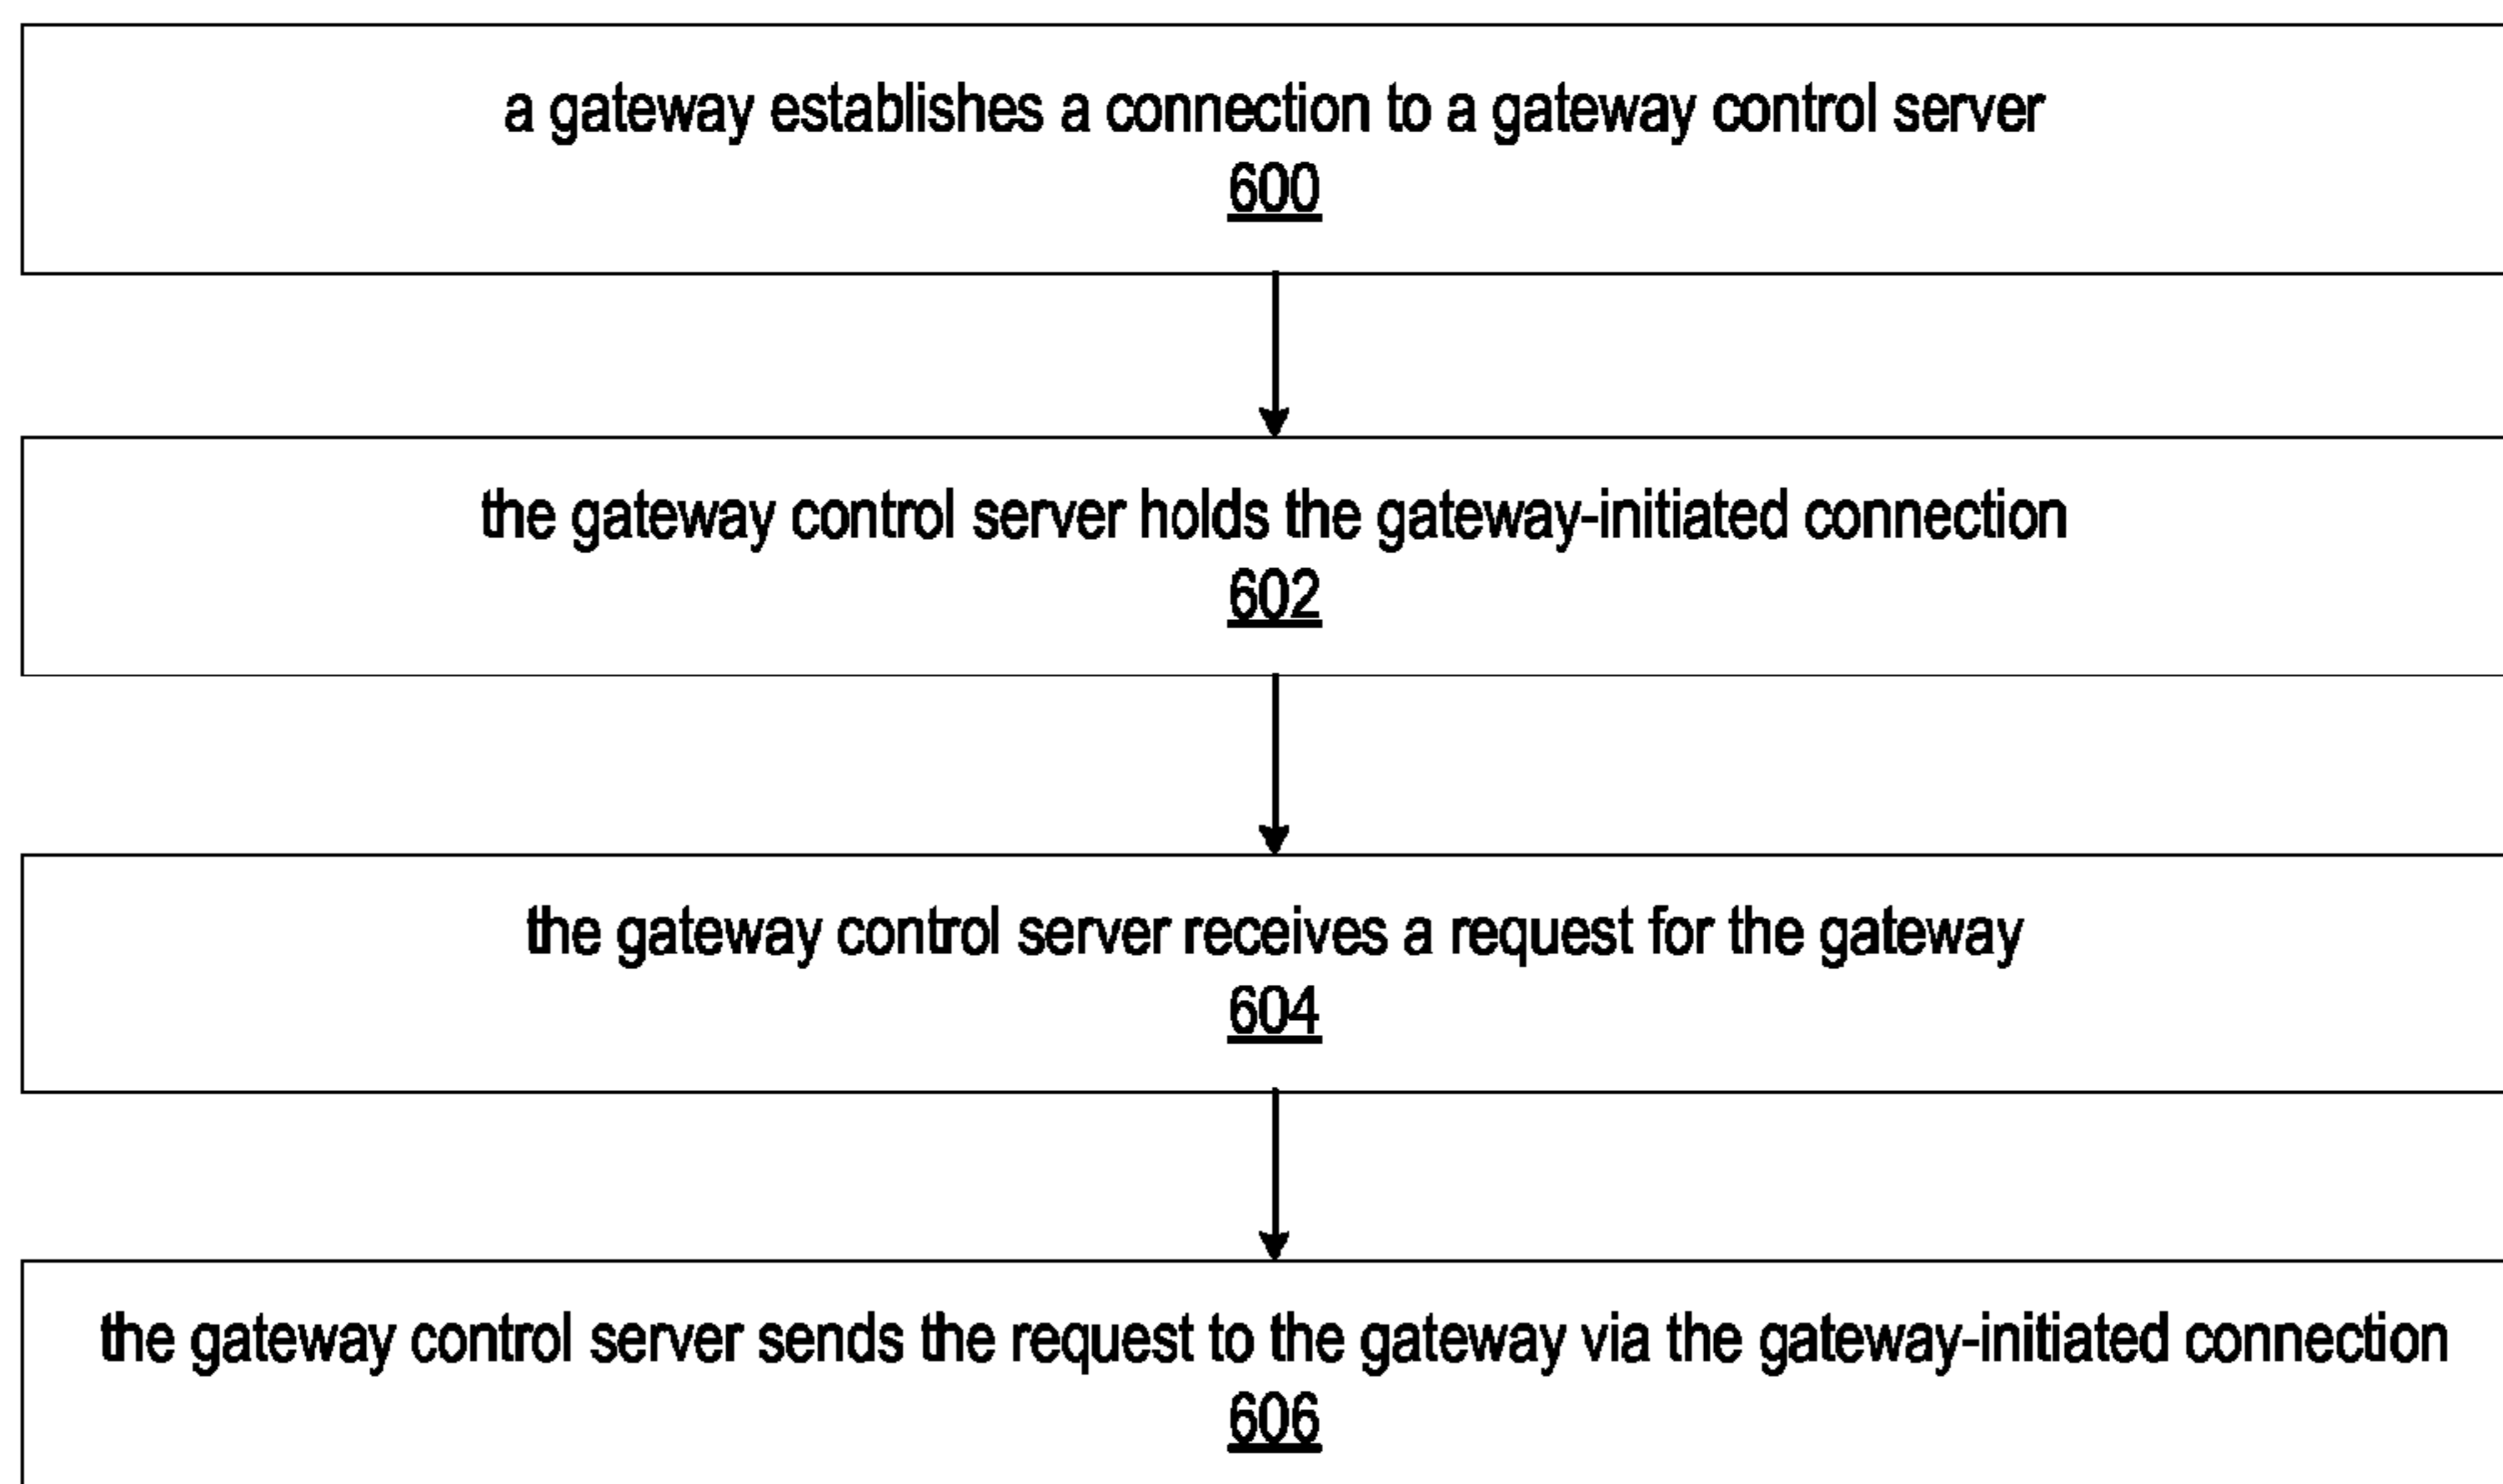 a gateway establishes a connection to a gateway control server
600
the gateway control server holds the gateway-initiated connection
602
the gateway control server receives a request for the gateway
604
the gateway control server sends the request to the gateway via the gateway-initiated connection
606